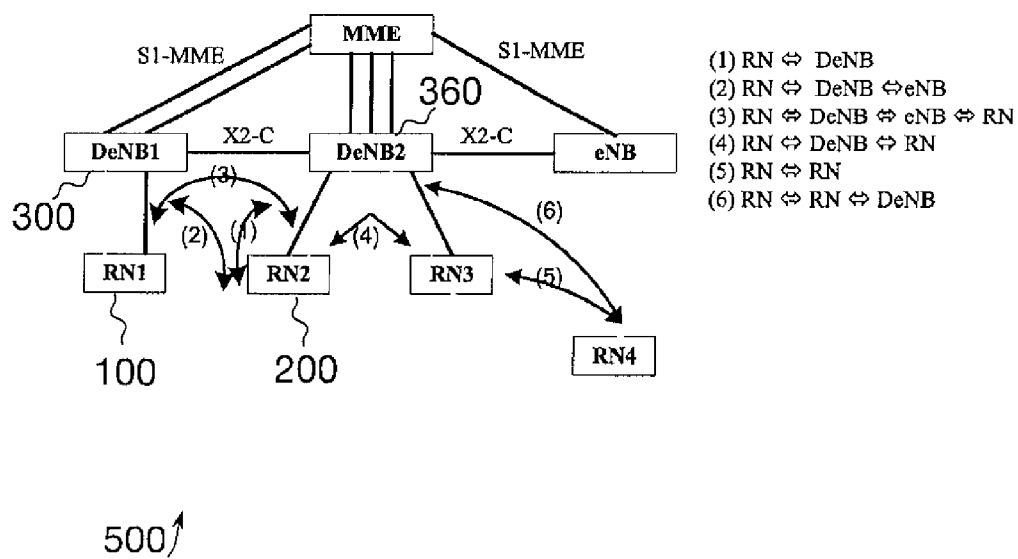 MME
S1-MME
S1-MME
360
X2-C
X2-C
DeNB1
DeNB2
eNB
300
(3)
(2)
(1)
(4)
(6)
(5)
RN1
RN2
RN3
RN4
100
200
(1) RN ⇔ DeNB
(2) RN ⇔ DeNB ⇔eNB
(3) RN ⇔ DeNB ⇔ eNB ⇔ RN
(4) RN ⇔ DeNB ⇔ RN
(5) RN ⇔ RN
(6) RN ⇔ RN ⇔ DeNB
500